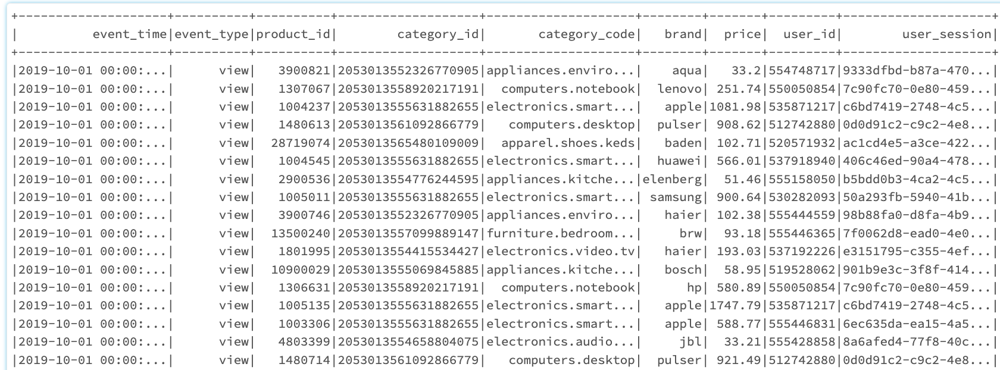 +--------------------+----------+----------+-------------------+--------------------+--------+-------+---------+--------------------+
|          event_time|event_type|product_id|        category_id|       category_code|   brand|  price|  user_id|        user_session|
+--------------------+----------+----------+-------------------+--------------------+--------+-------+---------+--------------------+
|2019-10-01 00:00:...|      view|   3900821|2053013552326770905|appliances.enviro...|    aqua|   33.2|554748717|9333dfbd-b87a-470...|
|2019-10-01 00:00:...|      view|   1307067|2053013558920217191|  computers.notebook|  lenovo| 251.74|550050854|7c90fc70-0e80-459...|
|2019-10-01 00:00:...|      view|   1004237|2053013555631882655|electronics.smart...|   apple|1081.98|535871217|c6bd7419-2748-4c5...|
|2019-10-01 00:00:...|      view|   1480613|2053013561092866779|   computers.desktop|  pulser| 908.62|512742880|0d0d91c2-c9c2-4e8...|
|2019-10-01 00:00:...|      view|  28719074|2053013565480109009|  apparel.shoes.keds|   baden| 102.71|520571932|ac1cd4e5-a3ce-422...|
|2019-10-01 00:00:...|      view|   1004545|2053013555631882655|electronics.smart...|  huawei| 566.01|537918940|406c46ed-90a4-478...|
|2019-10-01 00:00:...|      view|   2900536|2053013554776244595|appliances.kitche...|elenberg|  51.46|555158050|b5bdd0b3-4ca2-4c5...|
|2019-10-01 00:00:...|      view|   1005011|2053013555631882655|electronics.smart...| samsung| 900.64|530282093|50a293fb-5940-41b...|
|2019-10-01 00:00:...|      view|   3900746|2053013552326770905|appliances.enviro...|   haier| 102.38|555444559|98b88fa0-d8fa-4b9...|
|2019-10-01 00:00:...|      view|  13500240|2053013557099889147|furniture.bedroom...|     brw|  93.18|555446365|7f0062d8-ead0-4e0...|
|2019-10-01 00:00:...|      view|   1801995|2053013554415534427|electronics.video.tv|   haier| 193.03|537192226|e3151795-c355-4ef...|
|2019-10-01 00:00:...|      view|  10900029|2053013555069845885|appliances.kitche...|   bosch|  58.95|519528062|901b9e3c-3f8f-414...|
|2019-10-01 00:00:...|      view|   1306631|2053013558920217191|  computers.notebook|      hp| 580.89|550050854|7c90fc70-0e80-459...|
|2019-10-01 00:00:...|      view|   1005135|2053013555631882655|electronics.smart...|   apple|1747.79|535871217|c6bd7419-2748-4c5...|
|2019-10-01 00:00:...|      view|   1003306|2053013555631882655|electronics.smart...|   apple| 588.77|555446831|6ec635da-ea15-4a5...|
|2019-10-01 00:00:...|      view|   4803399|2053013554658804075|electronics.audio...|     jbl|  33.21|555428858|8a6afed4-77f8-40c...|
|2019-10-01 00:00:...|      view|   1480714|2053013561092866779|   computers.desktop|  pulser| 921.49|512742880|0d0d91c2-c9c2-4e8...|